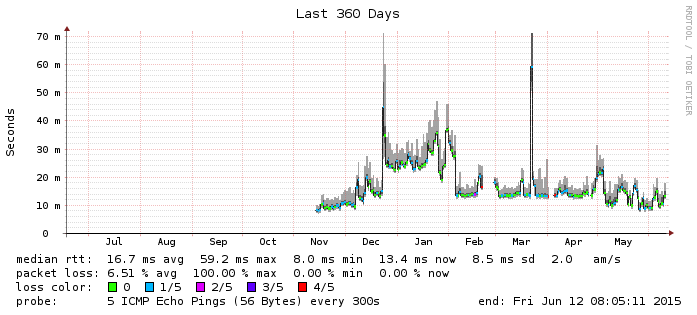 Last 360 Days
RRDTOOL / TOBI OETIKER
70 m
60 m
50 m
40 m
30 m
20 m
10 m
0
Seconds
Jul Aug Sep Oct Nov Dec Jan Feb Mar Apr May
median rtt: 16.7 ms avg 59.2 ms max 8.0 ms min 13.4 ms now 8.5 ms sd 2.0 am/s
packet loss: 6.51 % avg 100.00 % max 0.00 % min 0.00 % now
loss color: 0 1/5 2/5 3/5 4/5
probe: 5 ICMP Echo Pings (56 Bytes) every 300s end: Fri Jun 12 08:05:11 2015